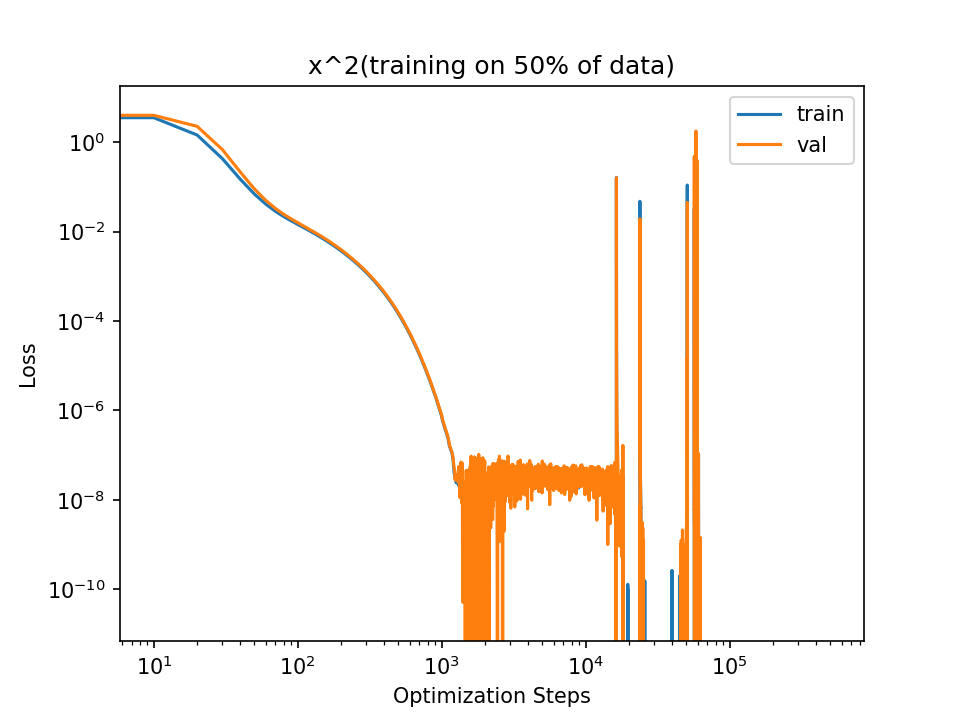 x^2(training on 50% of data)
train
val
Loss
10^0
10^-2
10^-4
10^-6
10^-8
10^-10
10^1
10^2
10^3
10^4
10^5
Optimization Steps